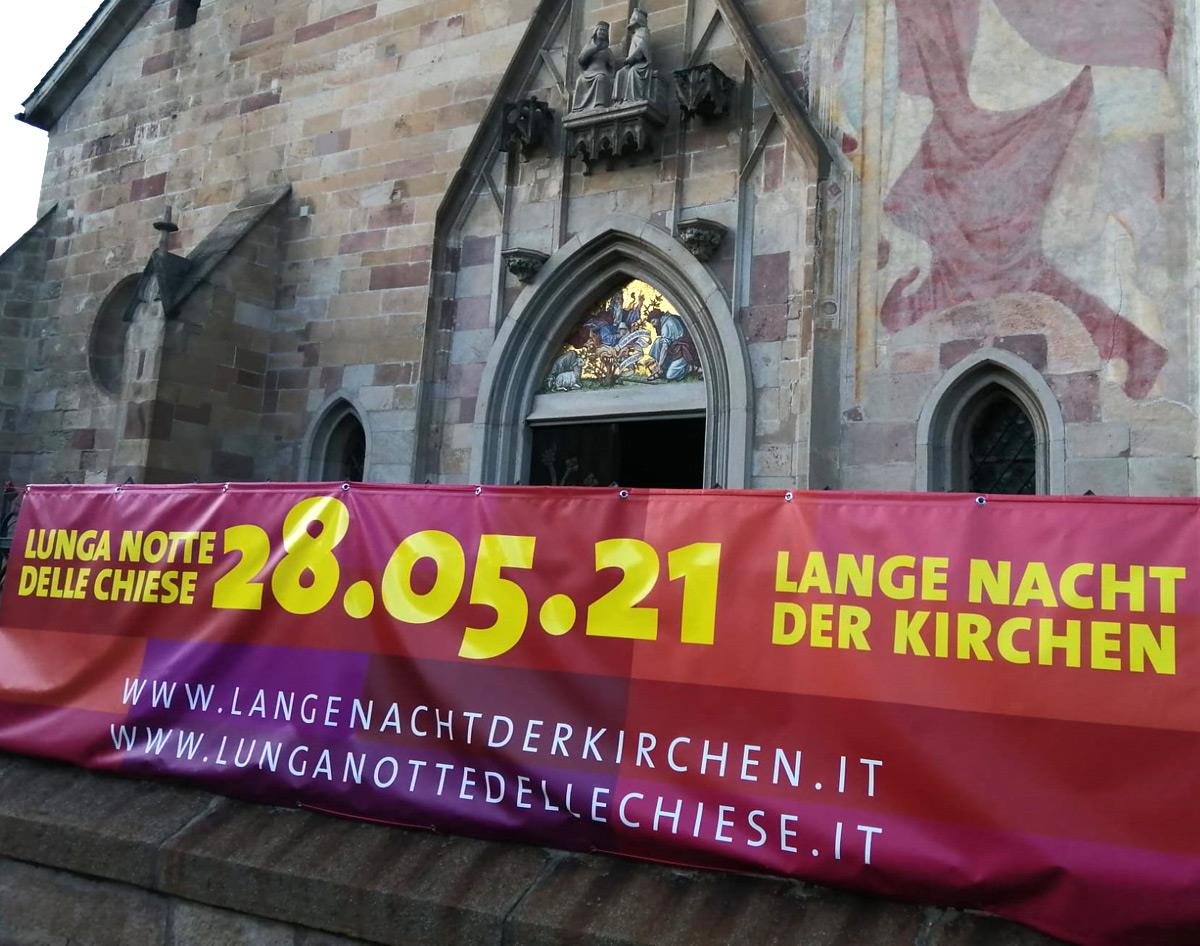 LUNGA NOTTE
DELLE CHIESE
28.05.21
LANGE NACHT
DER KIRCHEN
WWW.LANGENACHTDERKIRCHEN.IT
WWW.LUNGANOTTEDELLECHIESE.IT